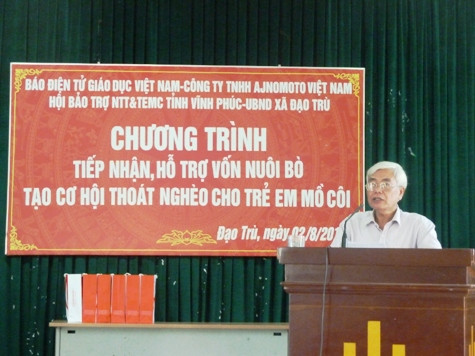 BÁO ĐIỆN TỬ GIÁO DỤC VIỆT NAM-CÔNG TY TNHH AJNOMOTO VIỆT NAM
HỘI BẢO TRỢ NTT&TEMC TỈNH VĨNH PHÚC-UBND XÃ ĐẠO TRÙ
CHƯƠNG TRÌNH
TIẾP NHẬN, HỖ TRỢ VỐN NUÔI BÒ
TẠO CƠ HỘI THOÁT NGHÈO CHO TRẺ EM MỒ CÔI
Đạo Trù, ngày 02/8/201